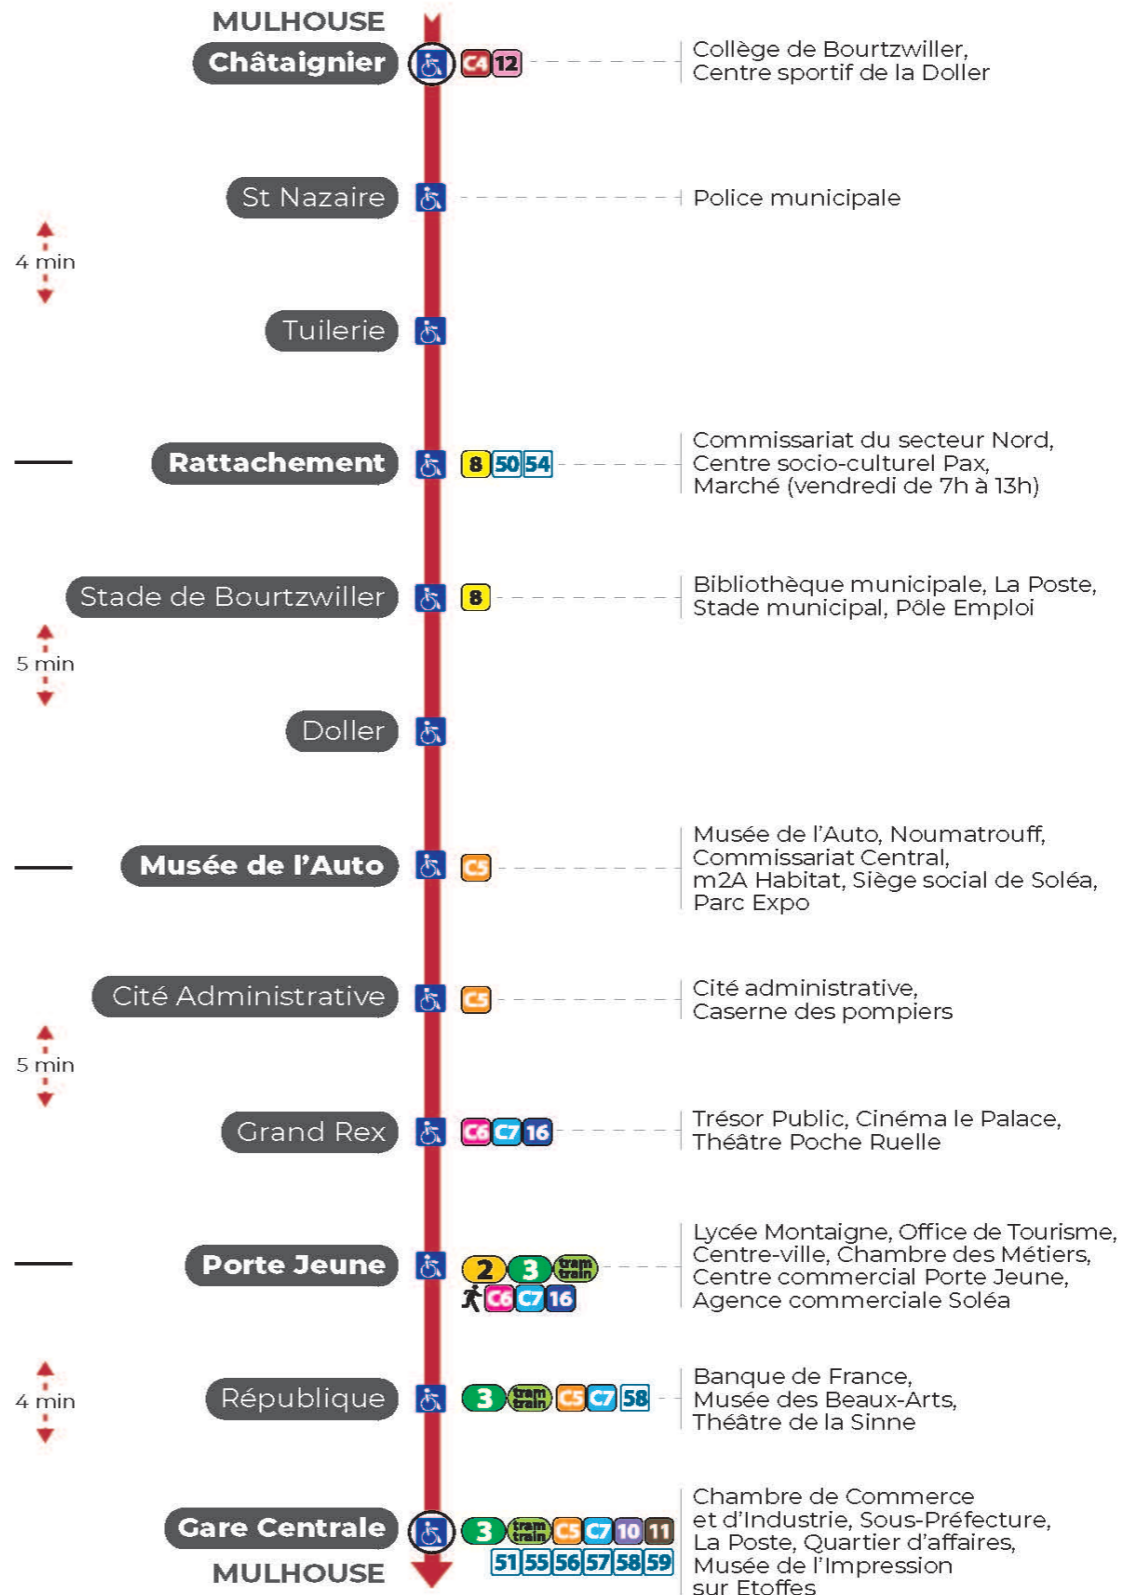 MULHOUSE
Châtaignier C4 12
Collège de Bourtzwiller,
Centre sportif de la Doller
St Nazaire
Police municipale
4 min
Tuilerie
Rattachement 8 50 54
Commissariat du secteur Nord,
Centre socio-culturel Pax,
Marché (vendredi de 7h à 13h)
Stade de Bourtzwiller 8
Bibliothèque municipale, La Poste,
Stade municipal, Pôle Emploi
5 min
Doller
Musée de l'Auto C5
Musée de l'Auto, Noumatrouff,
Commissariat Central,
m2A Habitat, Siège social de Soléa,
Parc Expo
Cité Administrative C5
Cité administrative,
Caserne des pompiers
5 min
Grand Rex C6 C7 16
Trésor Public, Cinéma le Palace,
Théâtre Poche Ruelle
Porte Jeune 2 3 tram train
C6 C7 16
Lycée Montaigne, Office de Tourisme,
Centre-ville, Chambre des Métiers,
Centre commercial Porte Jeune,
Agence commerciale Soléa
4 min
République 3 tram train C5 C7 58
Banque de France,
Musée des Beaux-Arts,
Théâtre de la Sinne
Gare Centrale 3 tram train C5 C7 10 11
51 55 56 57 58 59
MULHOUSE
Chambre de Commerce
et d'Industrie, Sous-Préfecture,
La Poste, Quartier d'affaires,
Musée de l'Impression
sur Etoffes